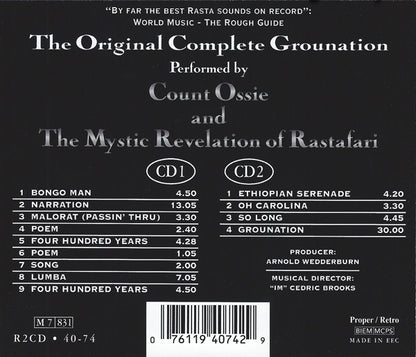 "BY FAR THE BEST RASTA SOUNDS ON RECORD":
WORLD MUSIC - THE ROUGH GUIDE
The Original Complete Grounation
Performed by
Count Ossie
and
The Mystic Revelation of Rastafari
CD1
1 BONGO MAN 4.50
2 NARRATION 13.05
3 MALORAT (PASSIN' THRU) 3.30
4 POEM 2.40
5 FOUR HUNDRED YEARS 4.28
6 POEM 1.05
7 SONG 2.00
8 LUMBA 7.05
9 FOUR HUNDRED YEARS 4.50
CD2
1 ETHIOPIAN SERENADE 4.20
2 OH CAROLINA 3.30
3 SO LONG 4.45
4 GROUNATION 30.00
PRODUCER:
ARNOLD WEDDERBURN
MUSICAL DIRECTOR:
"IM" CEDRIC BROOKS
M 7 831
R2CD • 40-74
0 76119 40742 9
Proper / Retro
BIEM MCPS
MADE IN EEC